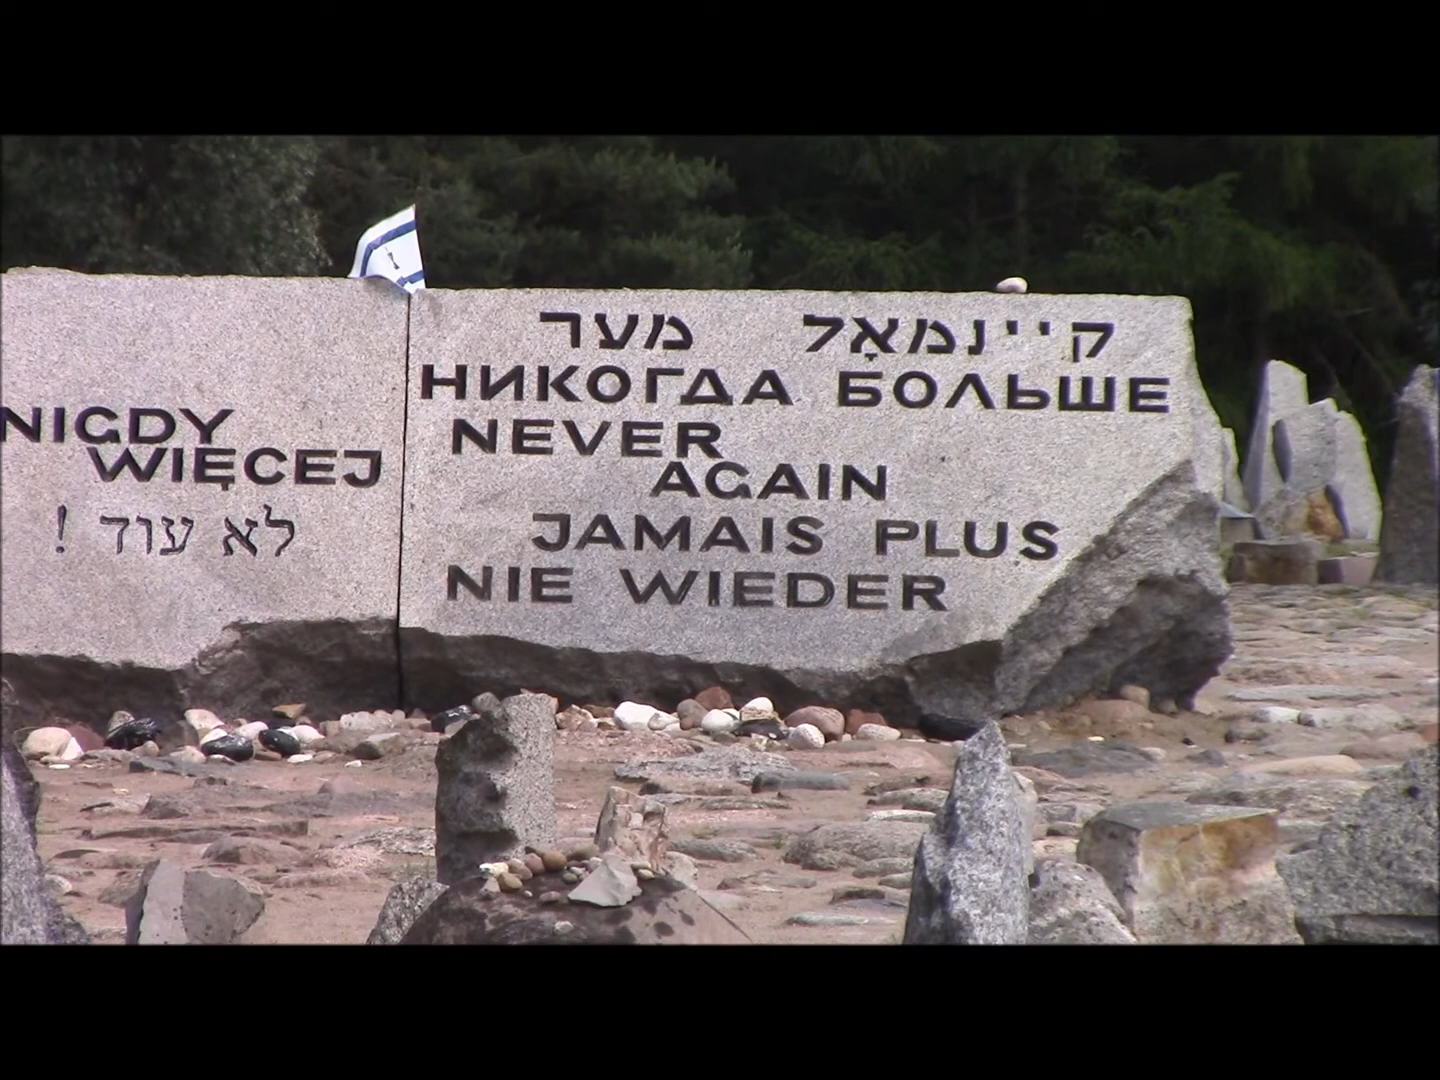 NIGDY
WIĘCEJ
לא עוד !
קיינמאָל מער
НИКОГДА БОЛЬШЕ
NEVER
AGAIN
JAMAIS PLUS
NIE WIEDER